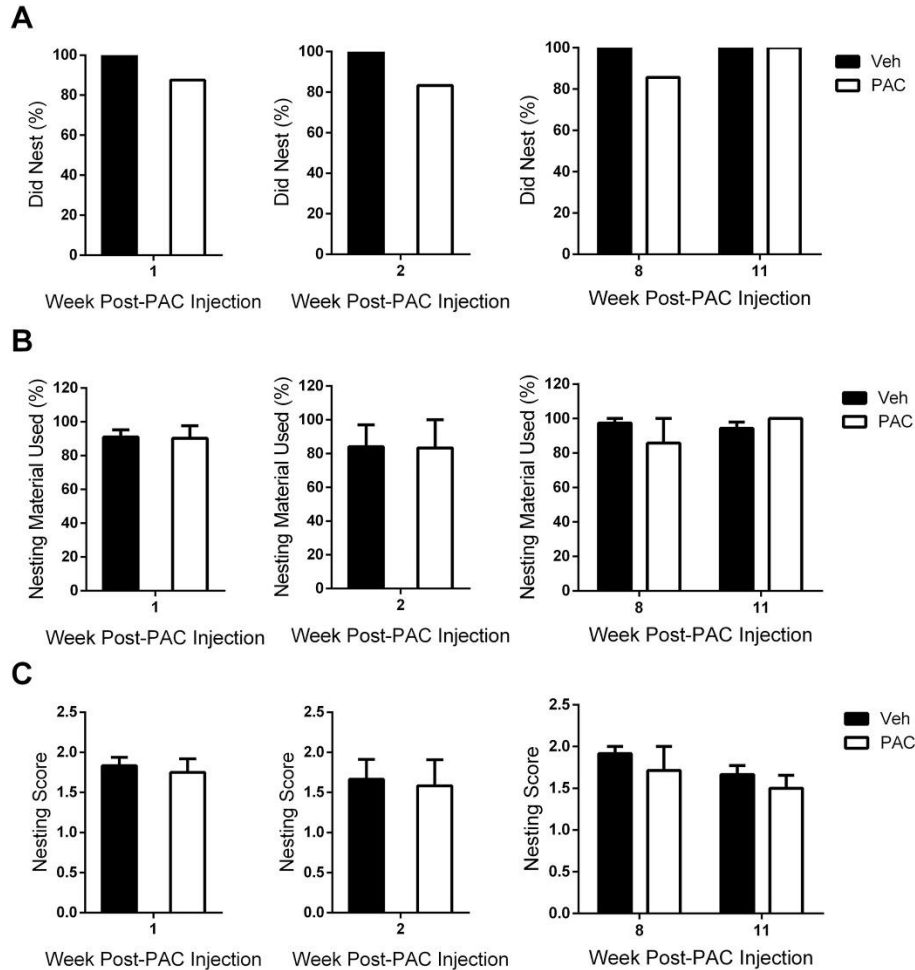 A
Did Nest (%)
100
80
60
40
20
0
1
Week Post-PAC Injection
Did Nest (%)
100
80
60
40
20
0
2
Week Post-PAC Injection
Did Nest (%)
100
80
60
40
20
0
8 11
Week Post-PAC Injection
Veh
PAC
B
Nesting Material Used (%)
120
100
80
60
40
20
0
1
Week Post-PAC Injection
Nesting Material Used (%)
120
100
80
60
40
20
0
2
Week Post-PAC Injection
Nesting Material Used (%)
120
100
80
60
40
20
0
8 11
Week Post-PAC Injection
Veh
PAC
C
Nesting Score
2.5
2.0
1.5
1.0
0.5
0.0
1
Week Post-PAC Injection
Nesting Score
2.5
2.0
1.5
1.0
0.5
0.0
2
Week Post-PAC Injection
Nesting Score
2.5
2.0
1.5
1.0
0.5
0.0
8 11
Week Post-PAC Injection
Veh
PAC